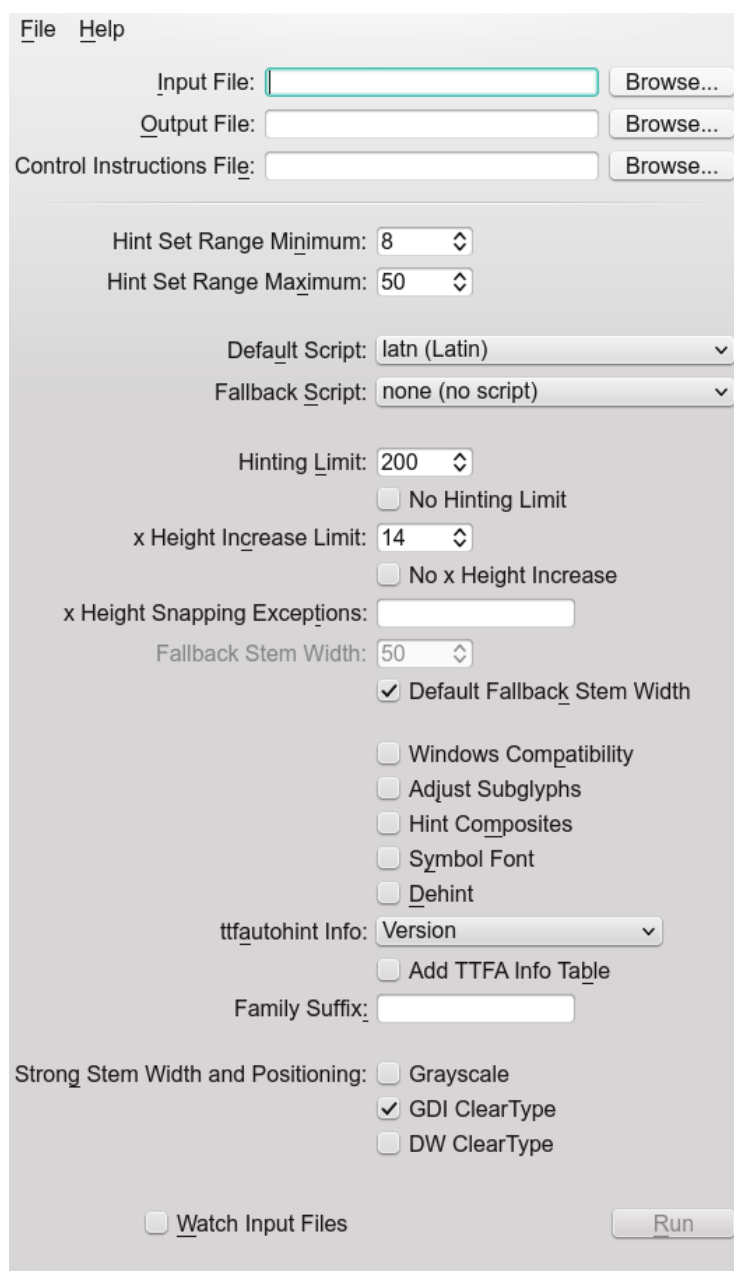 File Help
Input File: Browse...
Output File: Browse...
Control Instructions File: Browse...
Hint Set Range Minimum: 8
Hint Set Range Maximum: 50
Default Script: latn (Latin)
Fallback Script: none (no script)
Hinting Limit: 200
No Hinting Limit
x Height Increase Limit: 14
No x Height Increase
x Height Snapping Exceptions:
Fallback Stem Width: 50
Default Fallback Stem Width
Windows Compatibility
Adjust Subglyphs
Hint Composites
Symbol Font
Dehint
ttfautohint Info: Version
Add TTFA Info Table
Family Suffix:
Strong Stem Width and Positioning: Grayscale
GDI ClearType
DW ClearType
Watch Input Files Run